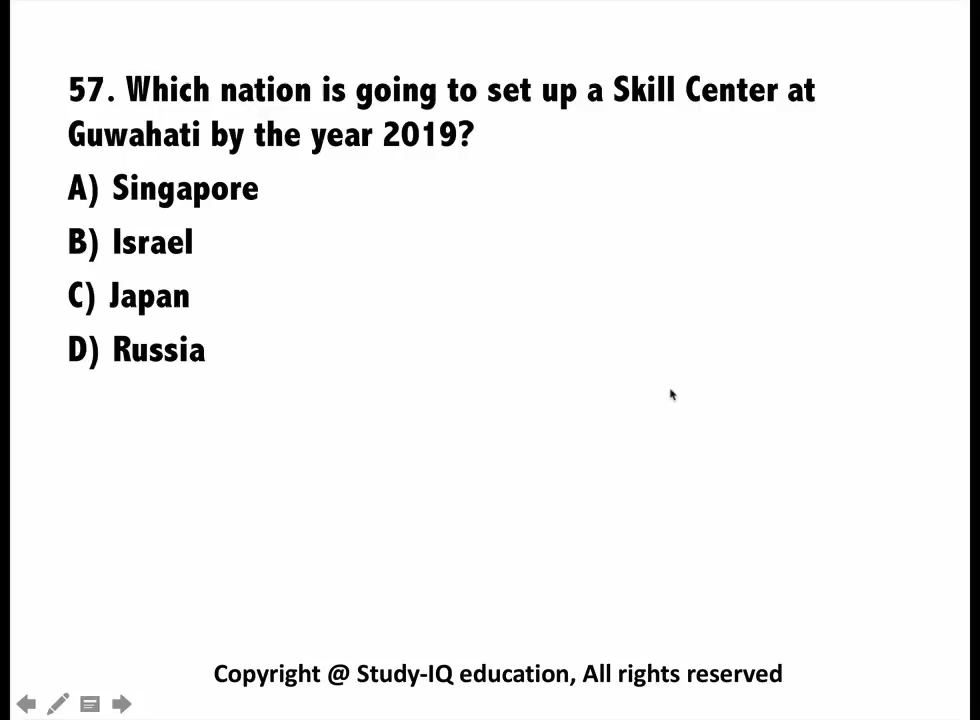 57. Which nation is going to set up a Skill Center at
Guwahati by the year 2019?
A) Singapore
B) Israel
C) Japan
D) Russia
Copyright @ Study-IQ education, All rights reserved